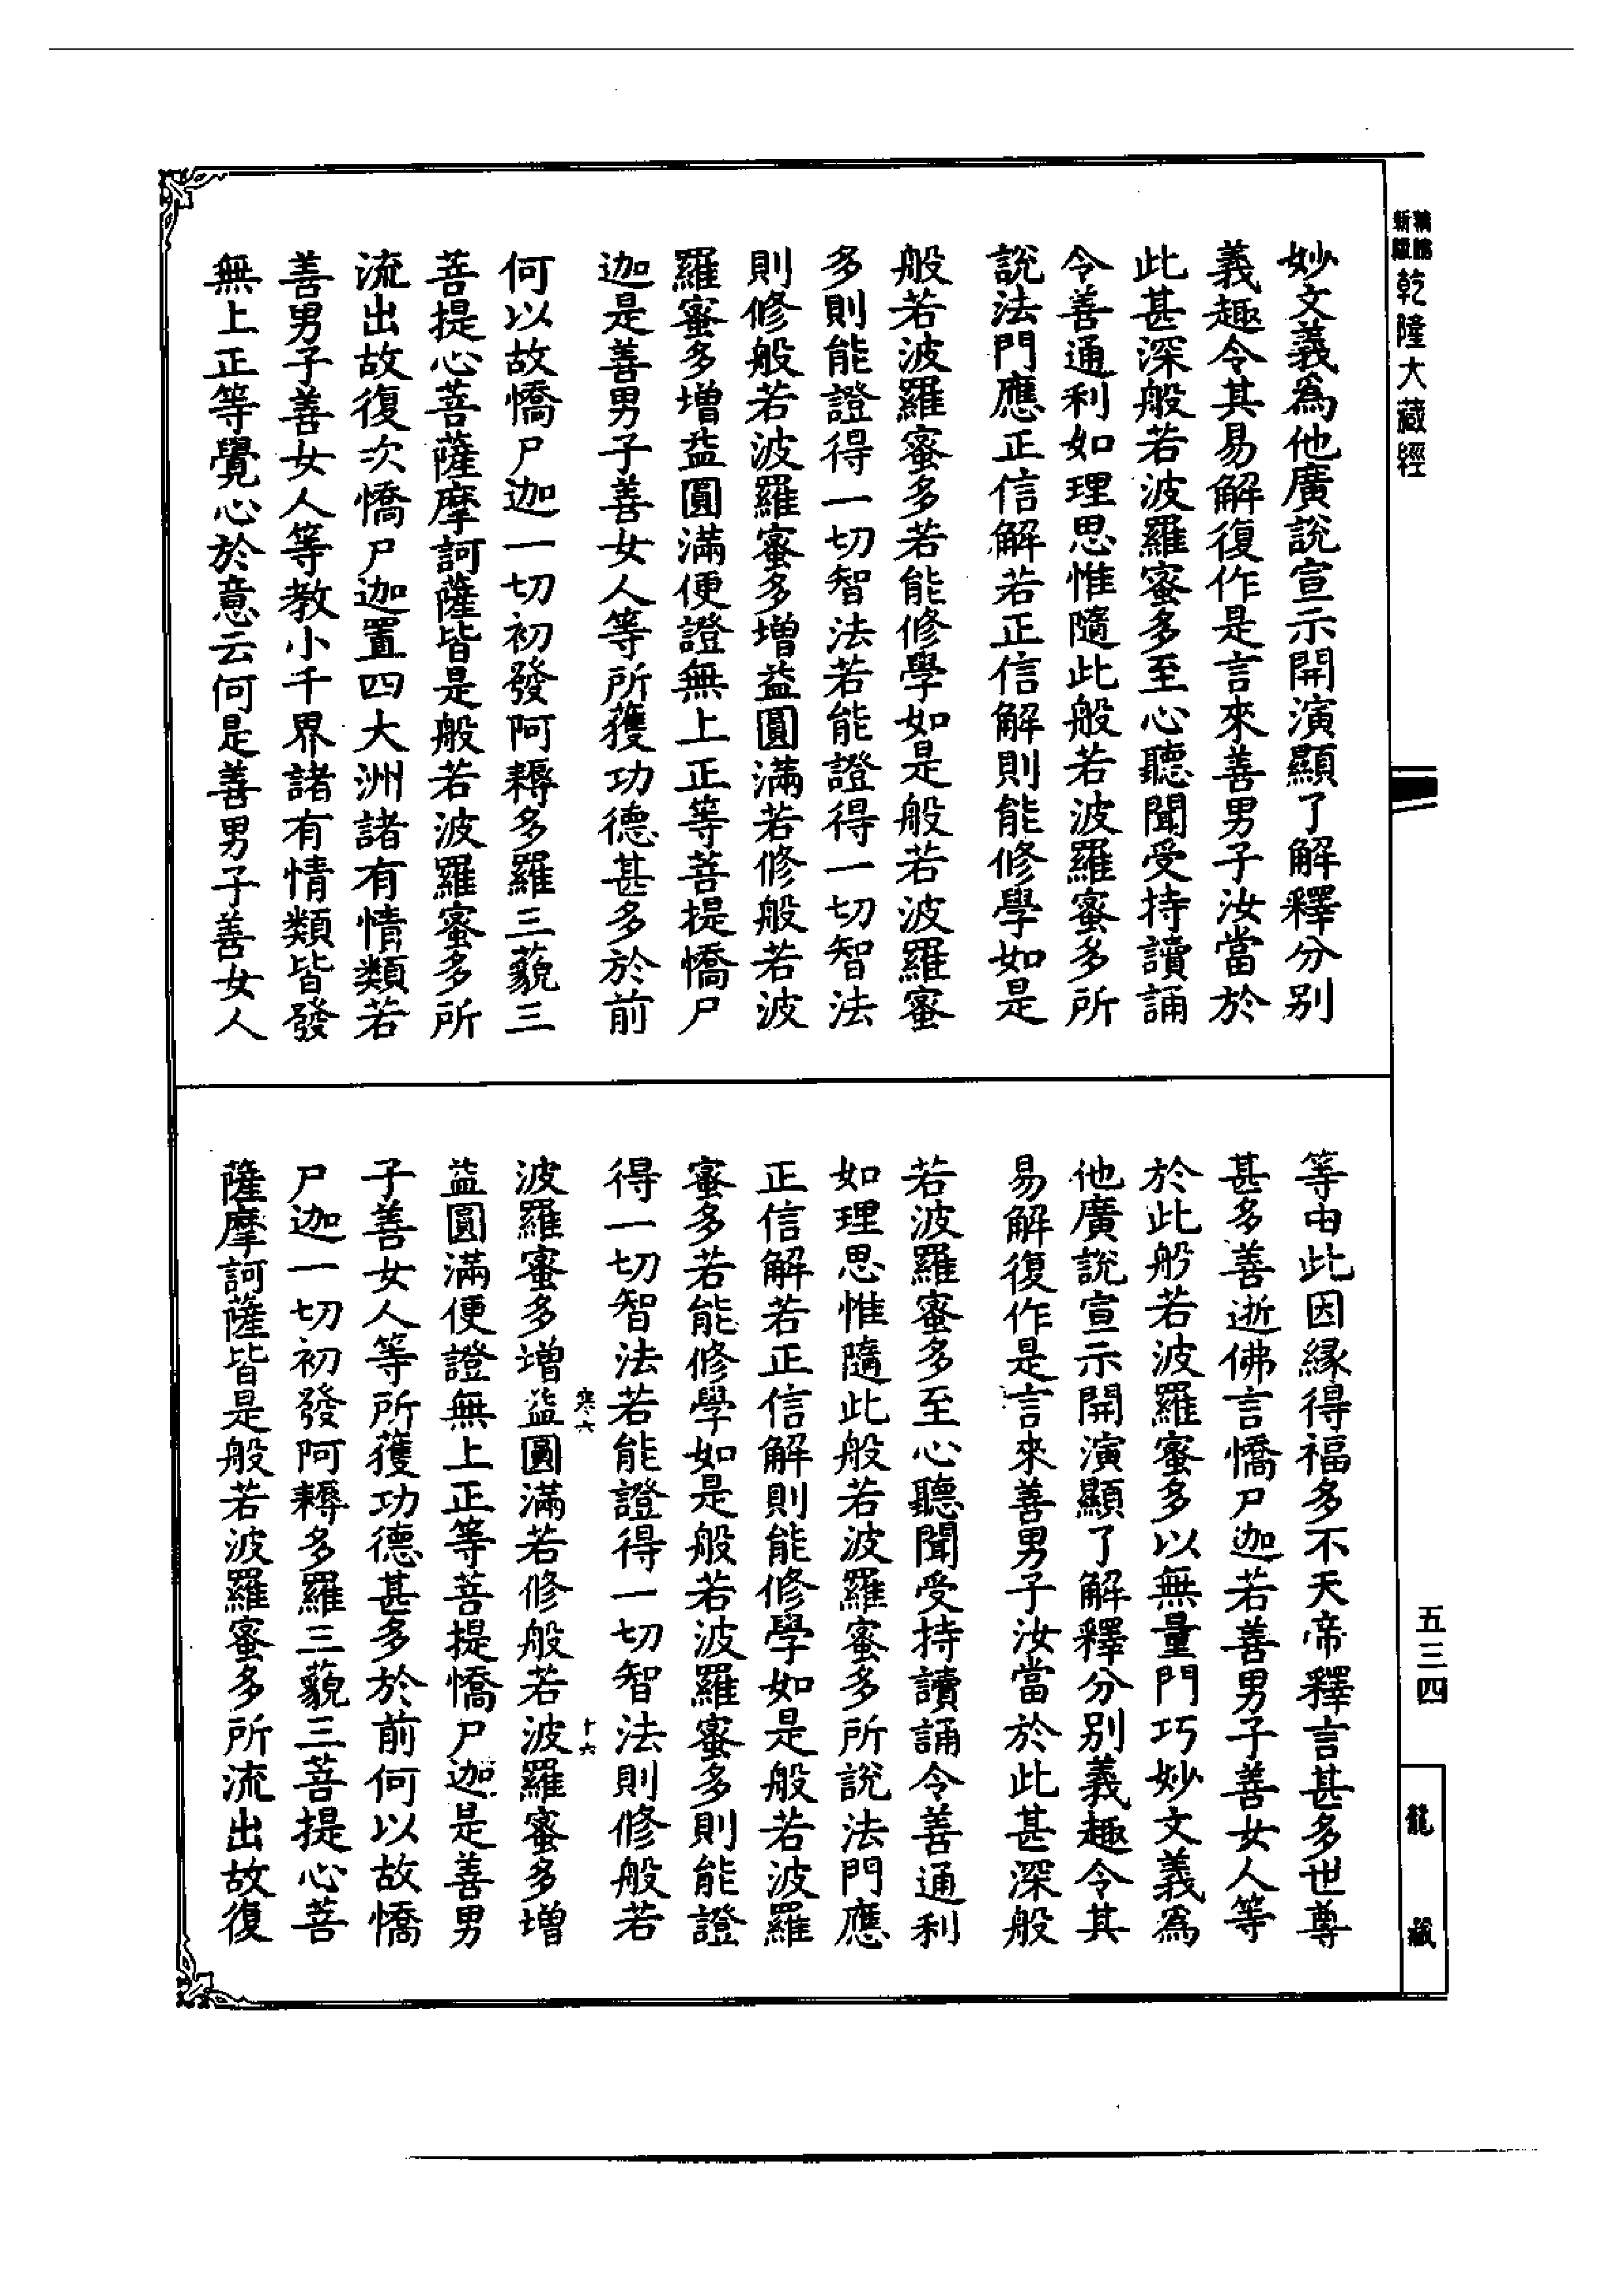 新編
縮版
乾隆大藏經
妙文義為他廣說宣示開演顯了解釋分別
義趣令其易解復作是言來善男子汝當於
此甚深般若波羅蜜多至心聽聞受持讀誦
令善通利如理思惟隨此般若波羅蜜多所
說法門應正信解若正信解則能修學如是
般若波羅蜜多若能修學如是般若波羅蜜
多則能證得一切智法若能證得一切智法
則修般若波羅蜜多增益圓滿若修般若波
羅蜜多增益圓滿便證無上正等菩提憍尸
迦是善男子善女人等所獲功德甚多於前
何以故憍尸迦一切初發阿耨多羅三藐三
菩提心菩薩摩訶薩皆是般若波羅蜜多所
流出故復次憍尸迦置四大洲諸有情類若
善男子善女人等教小千界諸有情類皆發
無上正等覺心於意云何是善男子善女人
等由此因緣得福多不天帝釋言甚多世尊
甚多善逝佛言憍尸迦若善男子善女人等
於此般若波羅蜜多以無量門巧妙文義為
他廣說宣示開演顯了解釋分別義趣令其
易解復作是言來善男子汝當於此甚深般
若波羅蜜多至心聽聞受持讀誦令善通利
如理思惟隨此般若波羅蜜多所說法門應
正信解若正信解則能修學如是般若波羅
蜜多若能修學如是般若波羅蜜多則能證
得一切智法若能證得一切智法則修般若
寒六
十六
波羅蜜多增益圓滿若修般若波羅蜜多增
益圓滿便證無上正等菩提憍尸迦是善男
子善女人等所獲功德甚多於前何以故憍
尸迦一切初發阿耨多羅三藐三菩提心菩
薩摩訶薩皆是般若波羅蜜多所流出故復
五三四
龍藏